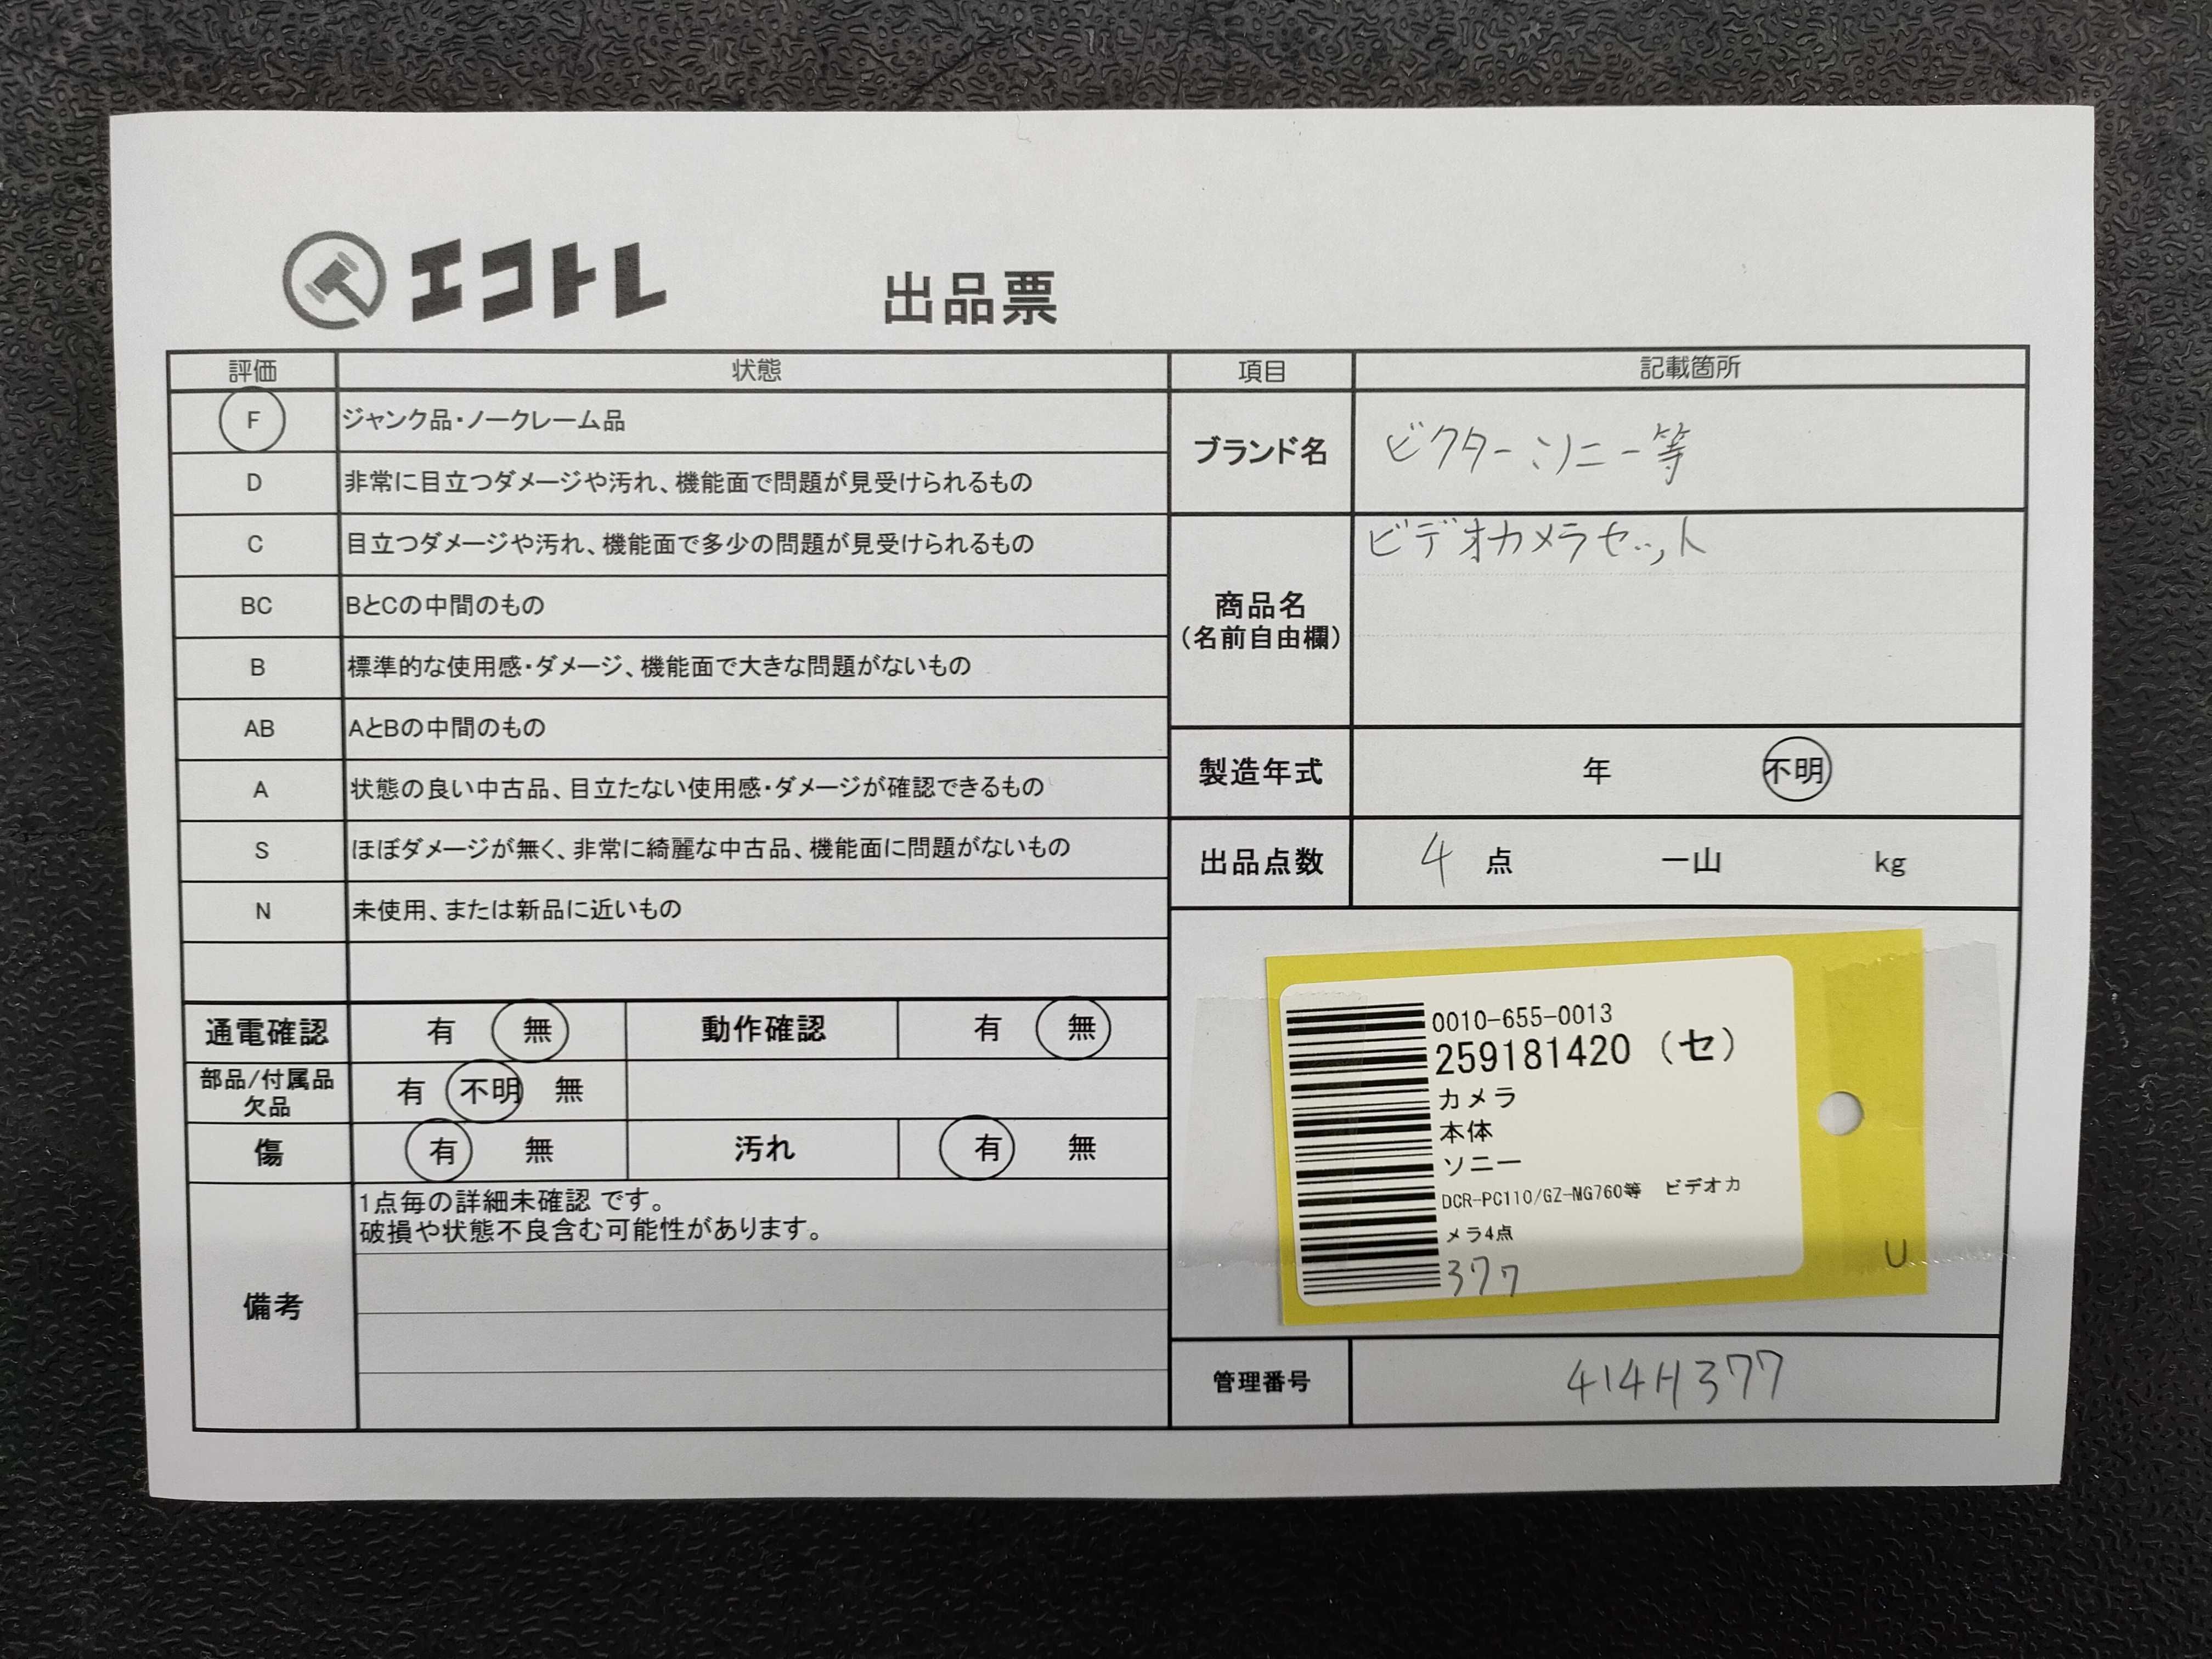 エコトレ 出品票
評価 状態
F ジャンク品・ノークレーム品
D 非常に目立つダメージや汚れ、機能面で問題が見受けられるもの
C 目立つダメージや汚れ、機能面で多少の問題が見受けられるもの
BC BとCの中間のもの
B 標準的な使用感・ダメージ、機能面で大きな問題がないもの
AB AとBの中間のもの
A 状態の良い中古品、目立たない使用感・ダメージが確認できるもの
S ほぼダメージが無く、非常に綺麗な中古品、機能面に問題がないもの
N 未使用、または新品に近いもの
通電確認 有 無 動作確認 有 無
部品/付属品
欠品 有 不明 無
傷 有 無 汚れ 有 無
備考
1点毎の詳細未確認 です。
破損や状態不良含む可能性があります。
項目 記載箇所
ブランド名 ビクター ソニー等
商品名
(名前自由欄)
ビデオカメラセット
製造年式 年 不明
出品点数 4 点 一山 kg
0010-655-0013
259181420 (セ)
カメラ
本体
ソニー
DCR-PC110/GZ-MG760等 ビデオカ
メラ4点
377
U
管理番号 414H377